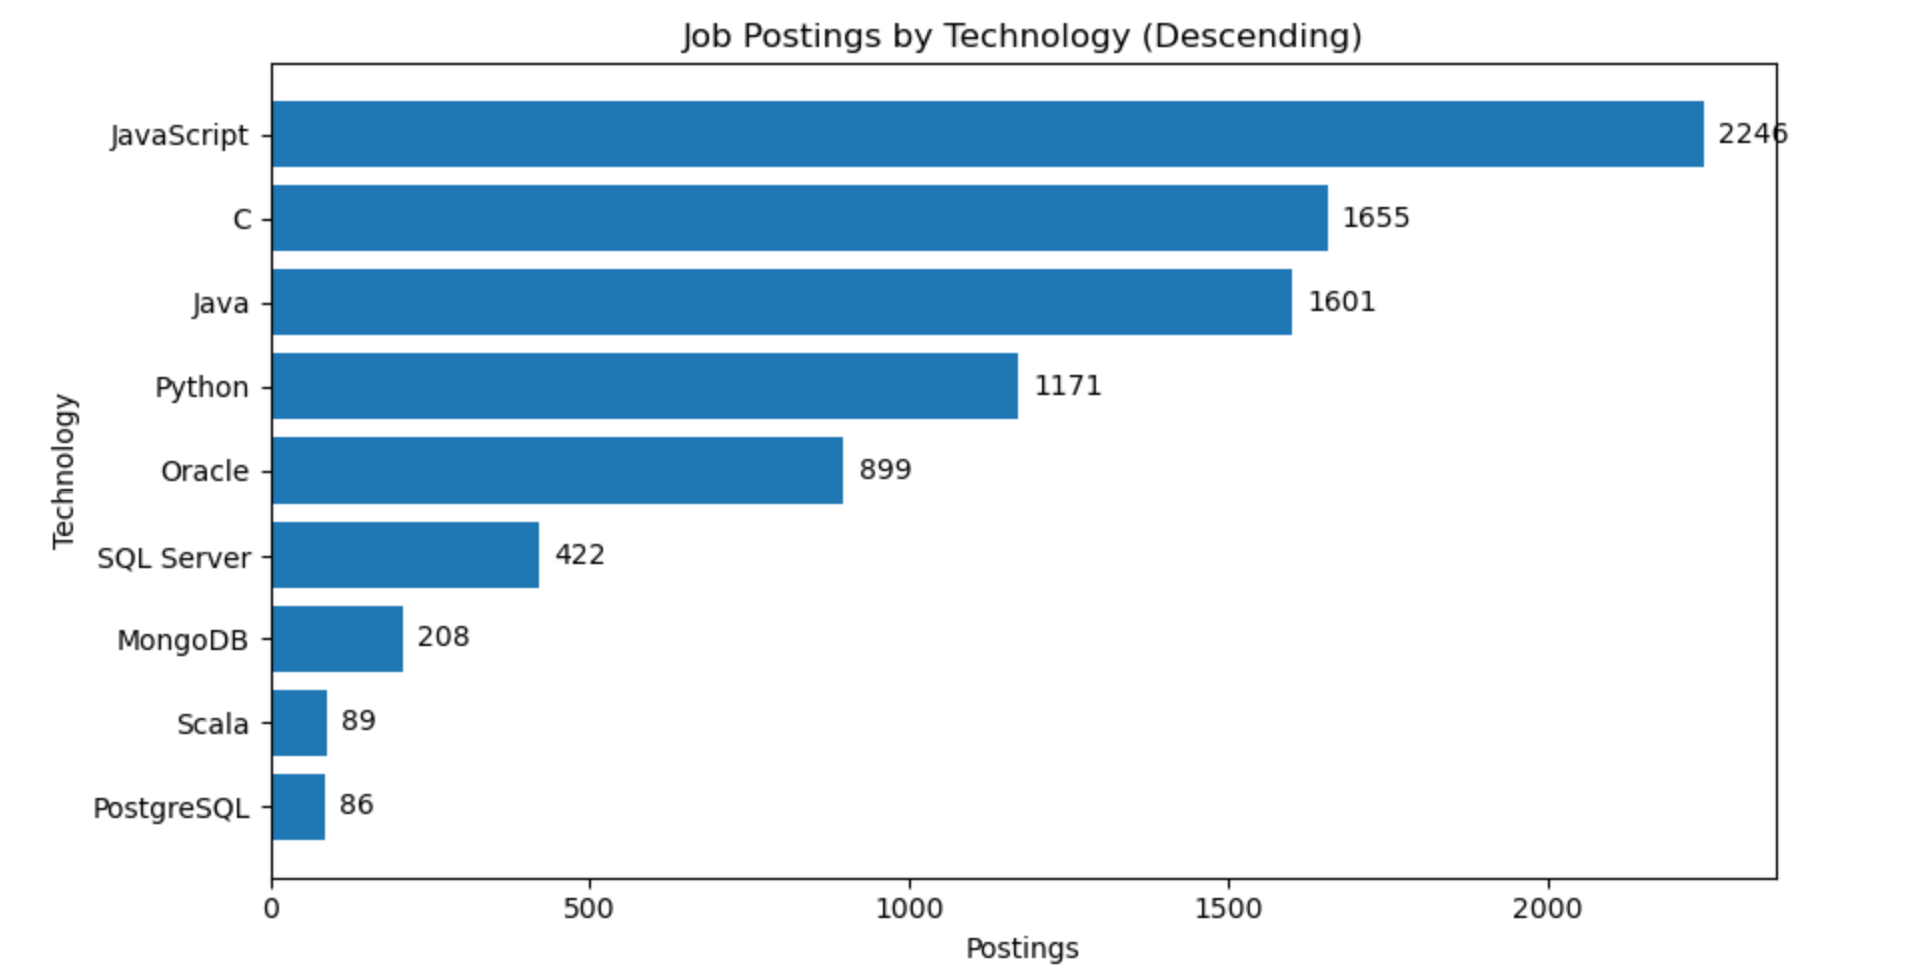 Job Postings by Technology (Descending)
JavaScript 2246
C 1655
Java 1601
Python 1171
Oracle 899
SQL Server 422
MongoDB 208
Scala 89
PostgreSQL 86
Technology
0 500 1000 1500 2000
Postings